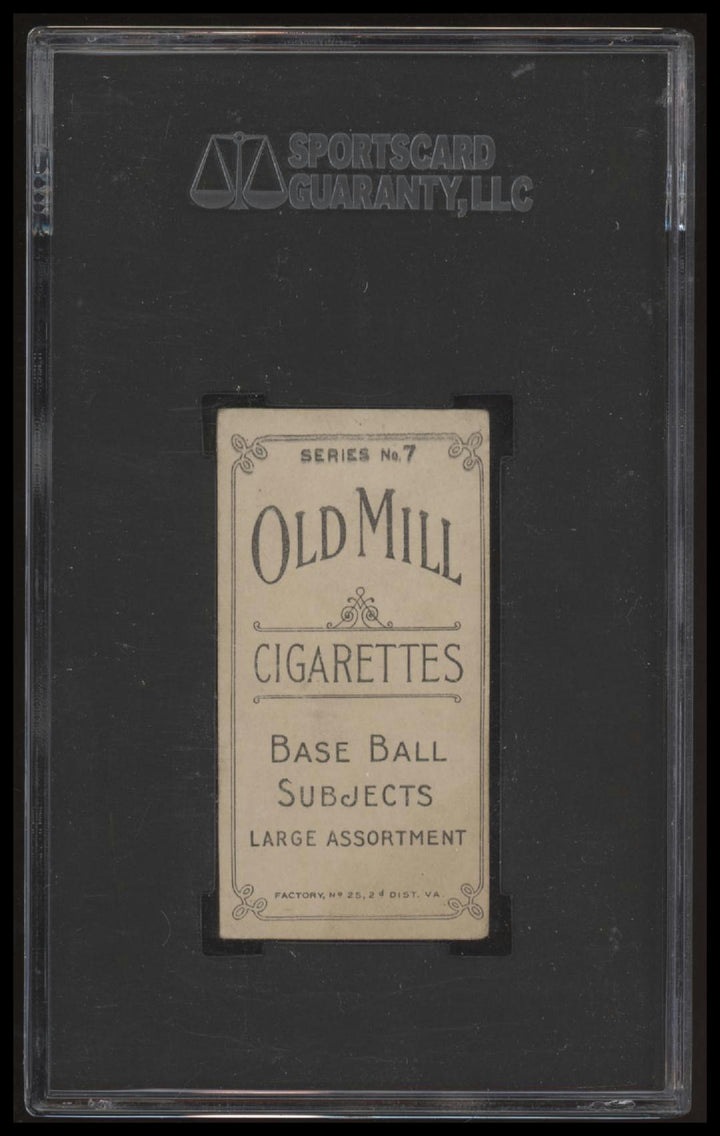 SPORTSCARD
GUARANTY, LLC
SERIES No. 7
OLD MILL
CIGARETTES
BASE BALL
SUBJECTS
LARGE ASSORTMENT
FACTORY, Nº 25, 2d DIST. VA.